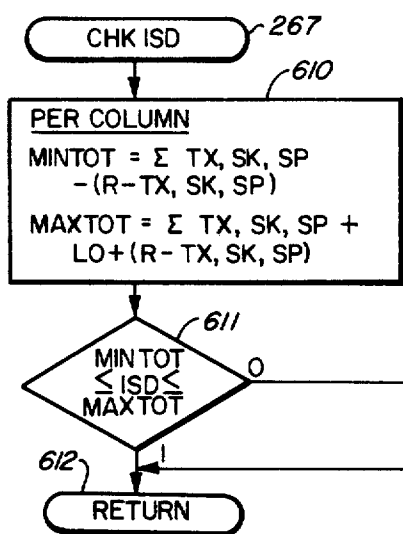 CHK ISD
267
610
PER COLUMN
MINTOT = Σ TX, SK, SP
-(R-TX, SK, SP)
MAXTOT = Σ TX, SK, SP +
LO+(R-TX, SK, SP)
611
MINTOT
≤ISD≤
MAXTOT
0
1
612
RETURN